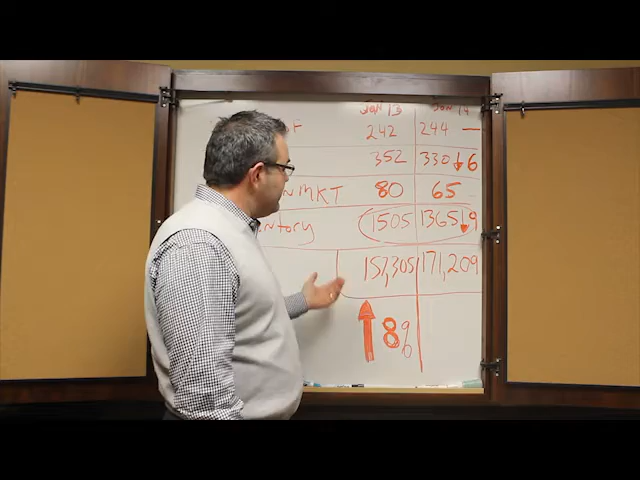 Jan 13 Jan 14
F 242 244 —
352 330 ↓ 6
n MKT 80 65
ntory 1505 1365 ↓ 9
157,305 171,209
↑ 8%